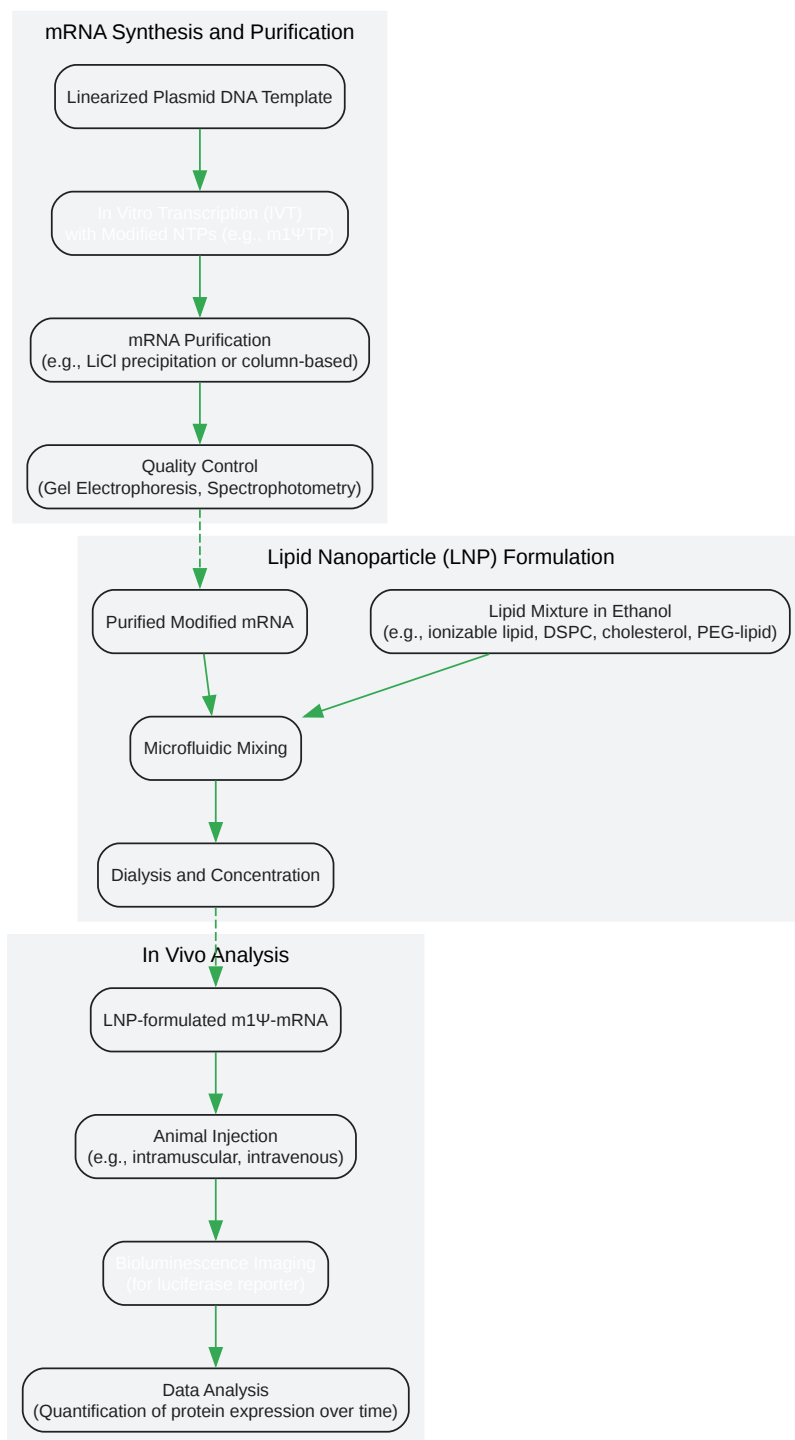 mRNA Synthesis and Purification
Linearized Plasmid DNA Template
In Vitro Transcription (IVT)
with Modified NTPs (e.g., m1ΨTP)
mRNA Purification
(e.g., LiCl precipitation or column-based)
Quality Control
(Gel Electrophoresis, Spectrophotometry)
Lipid Nanoparticle (LNP) Formulation
Purified Modified mRNA
Lipid Mixture in Ethanol
(e.g., ionizable lipid, DSPC, cholesterol, PEG-lipid)
Microfluidic Mixing
Dialysis and Concentration
In Vivo Analysis
LNP-formulated m1Ψ-mRNA
Animal Injection
(e.g., intramuscular, intravenous)
Bioluminescence Imaging
(for luciferase reporter)
Data Analysis
(Quantification of protein expression over time)